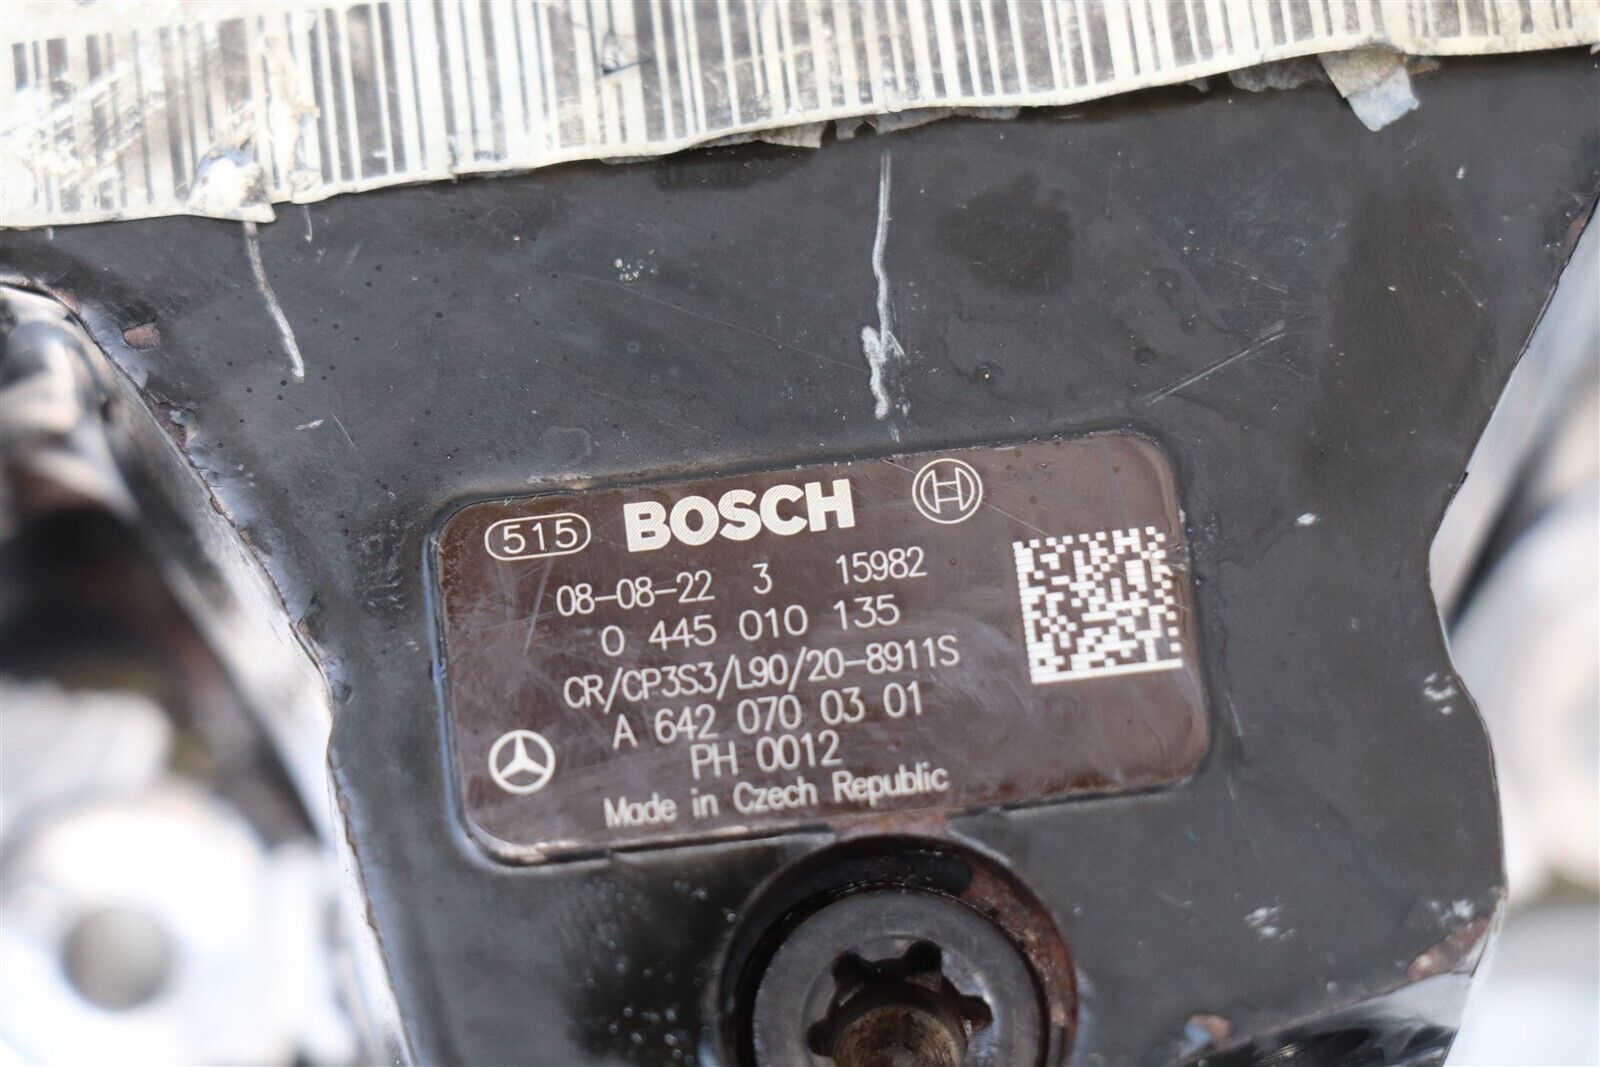 515 BOSCH
08-08-22 3 15982
0 445 010 135
CR/CP3S3/L90/20-8911S
A 642 070 03 01
PH 0012
Made in Czech Republic